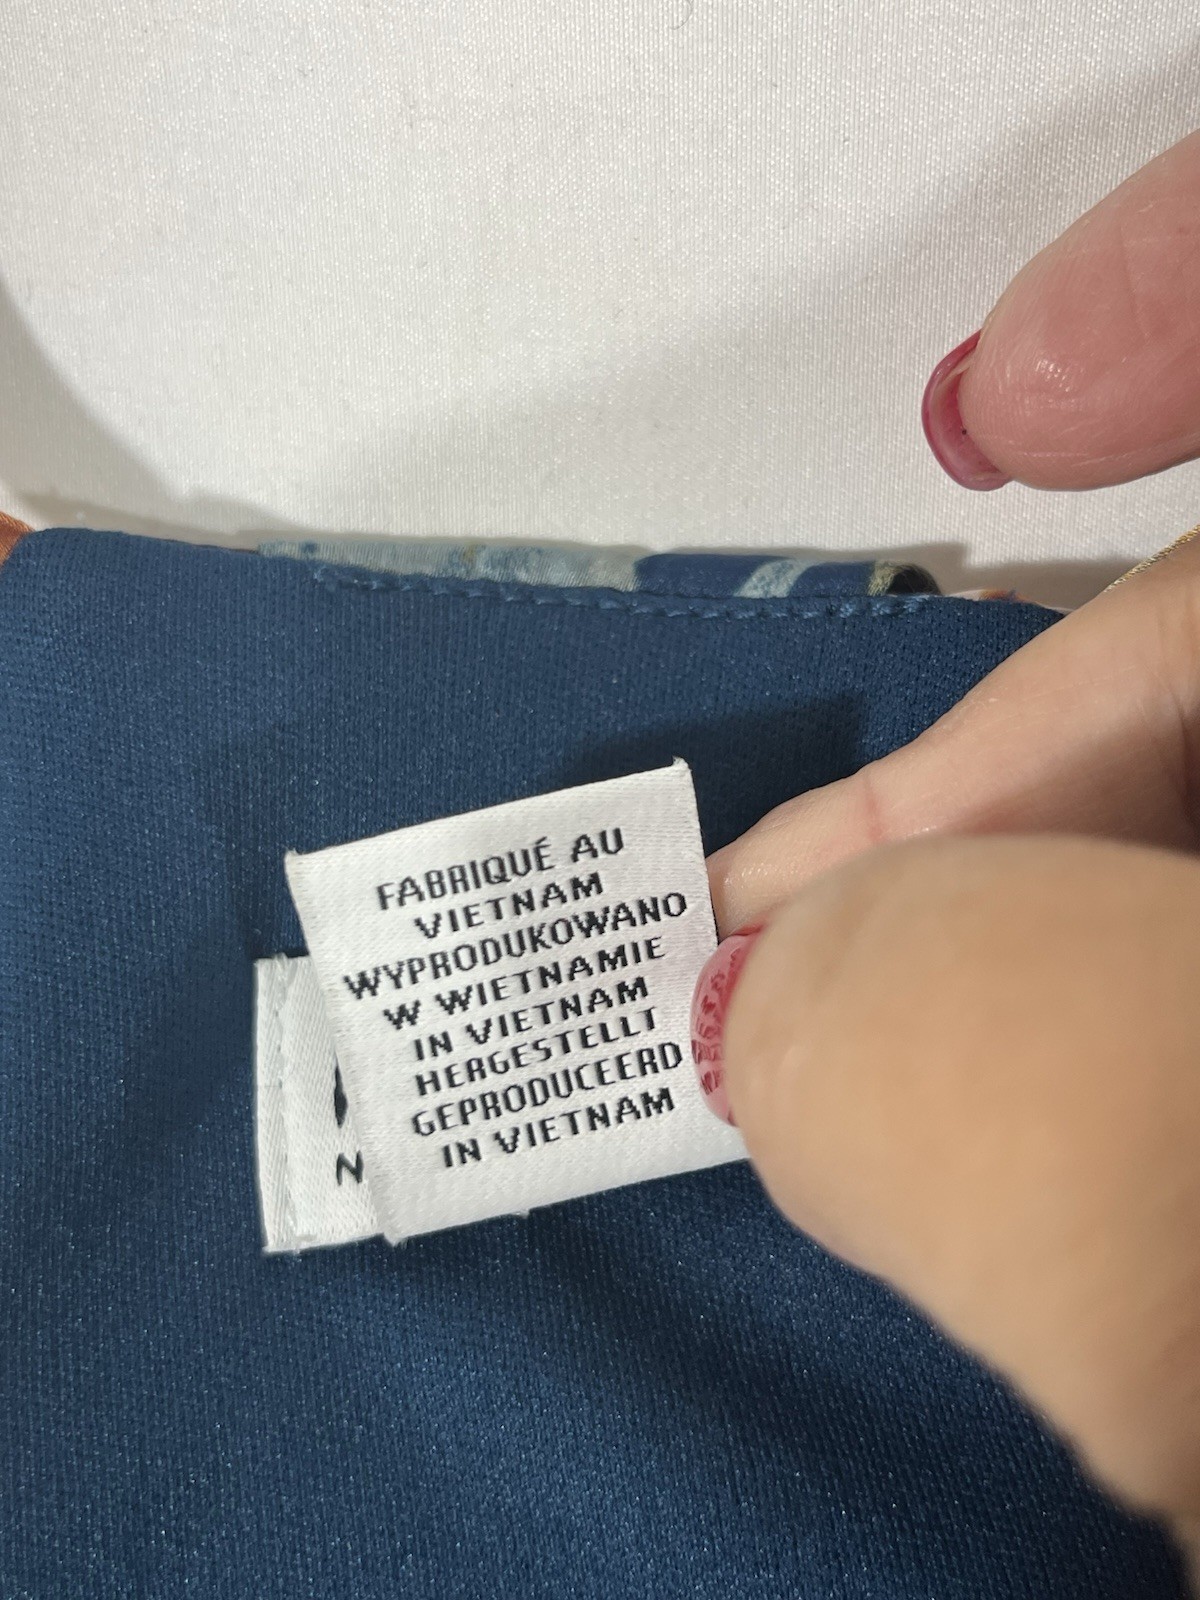 FABRIQUÉ AU
VIETNAM
WYPRODUKOWANO
W WIETNAMIE
IN VIETNAM
HERGESTELLT
GEPRODUCEERD
IN VIETNAM
N